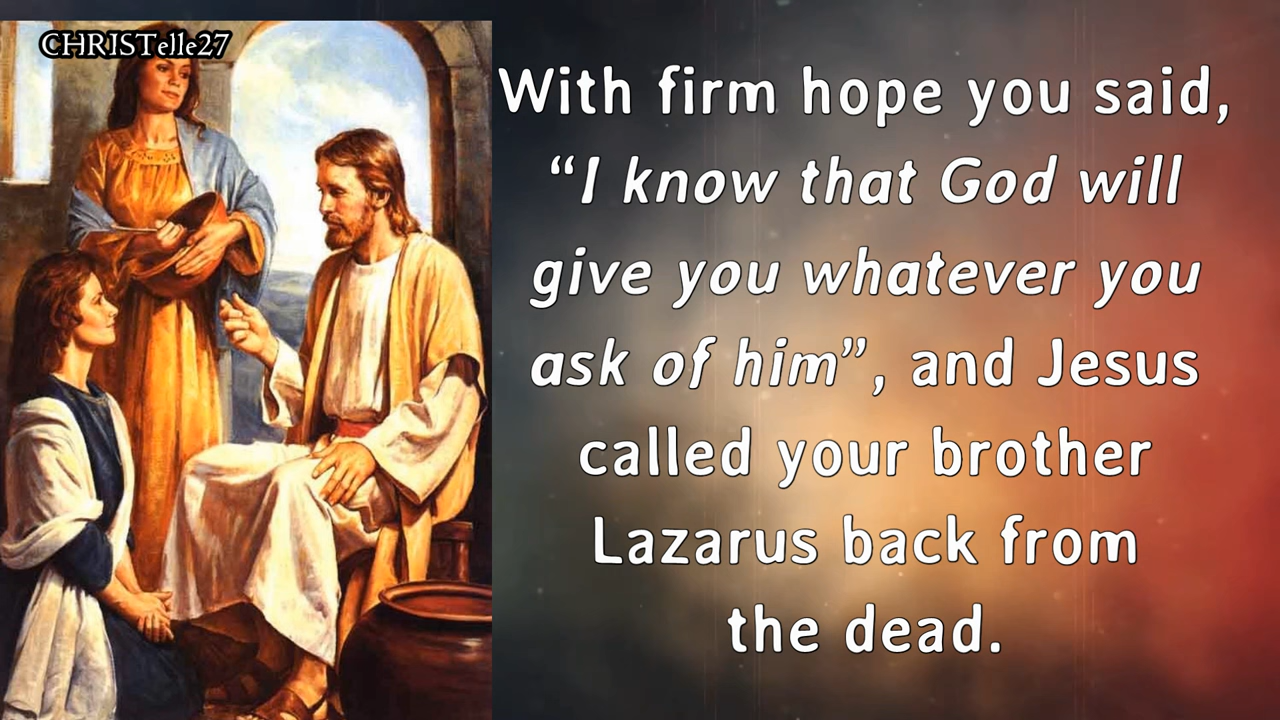 CHRISTelle27
With firm hope you said,
“I know that God will
give you whatever you
ask of him”, and Jesus
called your brother
Lazarus back from
the dead.